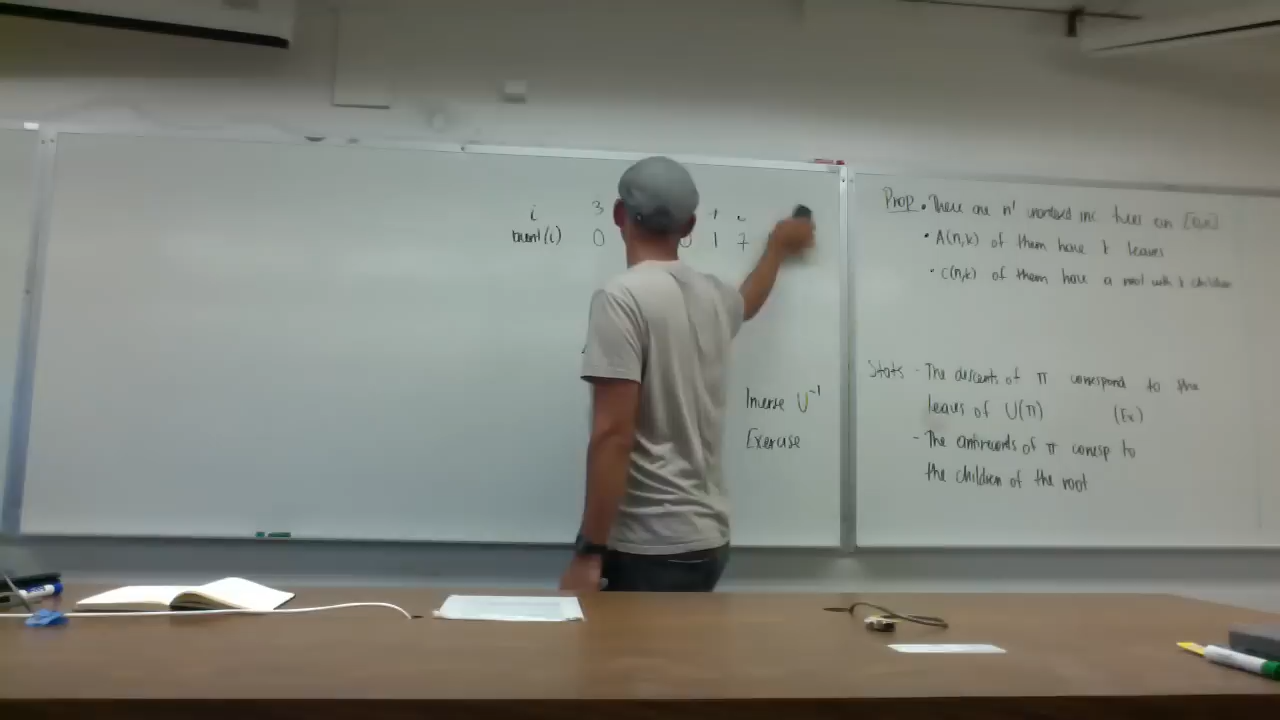 i 3
parent(i) 0 0 1 7
Inverse U⁻¹
Exercise
Prop • There are n! unordered inc trees on
• A(n,k) of them have k leaves
• C(n,k) of them have a root with k children
Stats - The descents of π correspond to the
leaves of U(π) (Ex)
- The antirecords of π corresp to
the children of the root